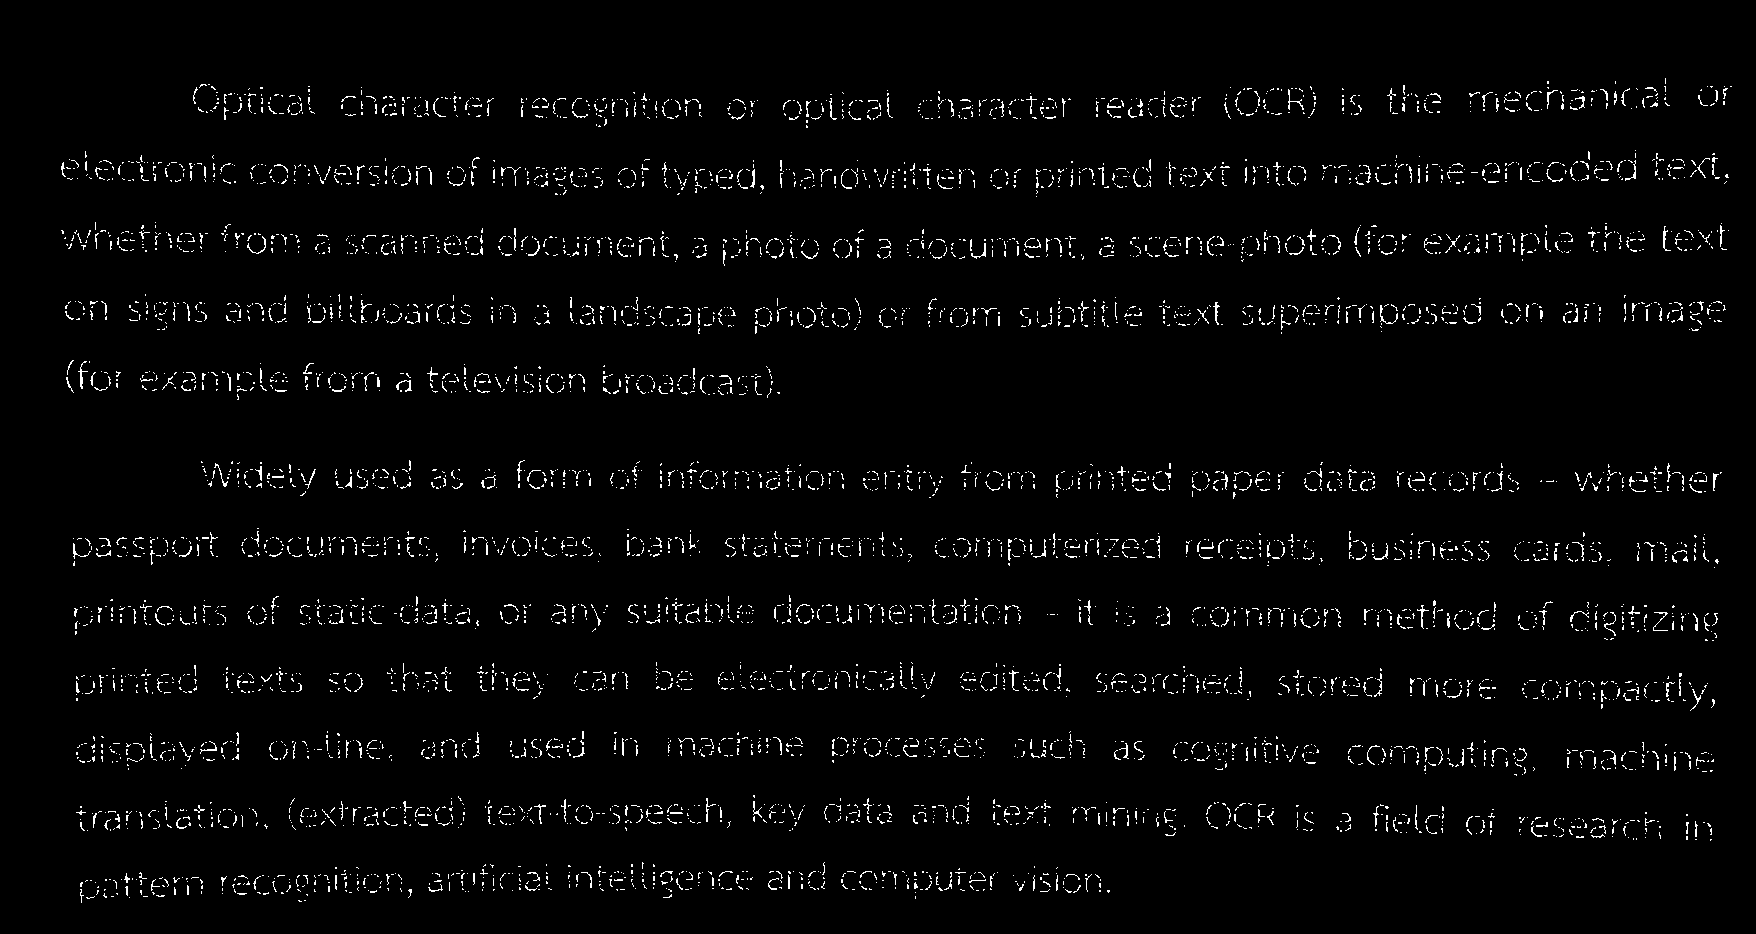 Optical character recognition or optical character reader (OCR) is the mechanical or
electronic conversion of images of typed, handwritten or printed text into machine-encoded text,
whether from a scanned document, a photo of a document, a scene-photo (for example the text
on signs and billboards in a landscape photo) or from subtitle text superimposed on an image
(for example from a television broadcast).
Widely used as a form of information entry from printed paper data records – whether
passport documents, invoices, bank statements, computerized receipts, business cards, mail,
printouts of static-data, or any suitable documentation – it is a common method of digitizing
printed texts so that they can be electronically edited, searched, stored more compactly,
displayed on-line, and used in machine processes such as cognitive computing, machine
translation, (extracted) text-to-speech, key data and text mining. OCR is a field of research in
pattern recognition, artificial intelligence and computer vision.